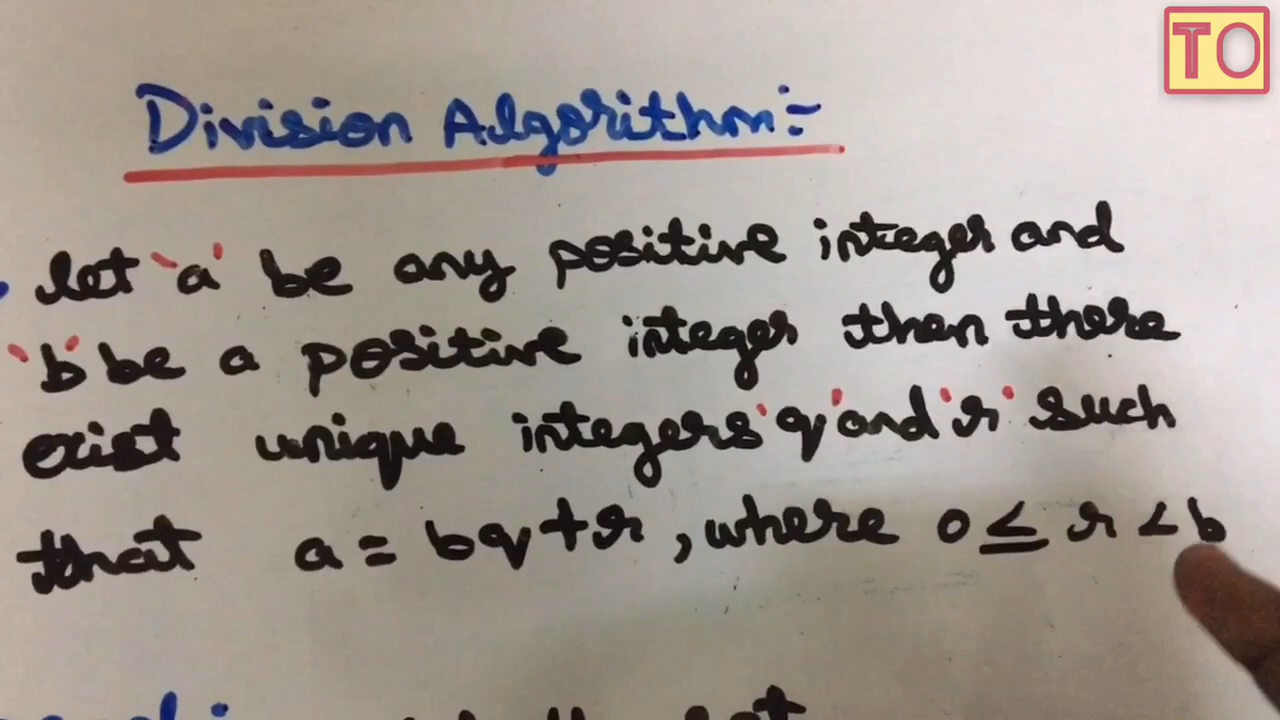 TO
Division Algorithm:-
let 'a' be any positive integer and
'b' be a positive integer then there
exist unique integers 'q' and 'r' such
that a = bq + r, where 0 ≤ r < b